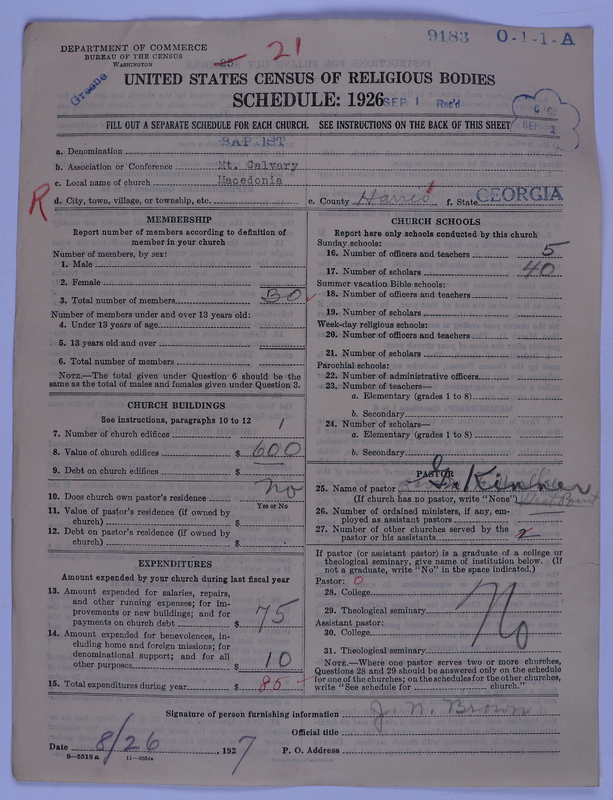 9183 O-1-1-A
DEPARTMENT OF COMMERCE
BUREAU OF THE CENSUS
WASHINGTON
21
Greene
UNITED STATES CENSUS OF RELIGIOUS BODIES
SCHEDULE: 1926 SEP 1 Rec'd
C.C. SEP 1
FILL OUT A SEPARATE SCHEDULE FOR EACH CHURCH. SEE INSTRUCTIONS ON THE BACK OF THIS SHEET
a. Denomination BAPTIST
b. Association or Conference Mt. Calvary
c. Local name of church Macedonia
R d. City, town, village, or township, etc. e. County Harris f. State GEORGIA
MEMBERSHIP
Report number of members according to definition of
member in your church
Number of members, by sex:
1. Male
2. Female
3. Total number of members 30
Number of members under and over 13 years old:
4. Under 13 years of age
5. 13 years old and over
6. Total number of members
NOTE.—The total given under Question 6 should be the
same as the total of males and females given under Question 3.
CHURCH BUILDINGS
See instructions, paragraphs 10 to 12
7. Number of church edifices 1
8. Value of church edifices $ 600
9. Debt on church edifices $
10. Does church own pastor's residence No
Yes or No
11. Value of pastor's residence (if owned by
church) $
12. Debt on pastor's residence (if owned by
church) $
EXPENDITURES
Amount expended by your church during last fiscal year
13. Amount expended for salaries, repairs,
and other running expenses; for im-
provements or new buildings; and for
payments on church debt $ 75
14. Amount expended for benevolences, in-
cluding home and foreign missions; for
denominational support; and for all
other purposes $ 10
15. Total expenditures during year $ 85
CHURCH SCHOOLS
Report here only schools conducted by this church
Sunday schools:
16. Number of officers and teachers 5
17. Number of scholars 40
Summer vacation Bible schools:
18. Number of officers and teachers
19. Number of scholars
Week-day religious schools:
20. Number of officers and teachers
21. Number of scholars
Parochial schools:
22. Number of administrative officers
23. Number of teachers—
a. Elementary (grades 1 to 8)
b. Secondary
24. Number of scholars—
a. Elementary (grades 1 to 8)
b. Secondary
PASTOR
25. Name of pastor
(If church has no pastor, write "None") West Point
26. Number of ordained ministers, if any, em-
ployed as assistant pastors
27. Number of other churches served by the
pastor or his assistants 2
If pastor (or assistant pastor) is a graduate of a college or
theological seminary, give name of institution below. (If
not a graduate, write "No" in the space indicated.)
Pastor: 0
28. College
29. Theological seminary No
Assistant pastor:
30. College
31. Theological seminary
NOTE.—Where one pastor serves two or more churches,
Questions 28 and 29 should be answered only on the schedule
for one of the churches; on the schedules for the other churches,
write "See schedule for church."
Signature of person furnishing information J. N. Brown
Official title
Date 8/26, 1927 P. O. Address
8—5518 a